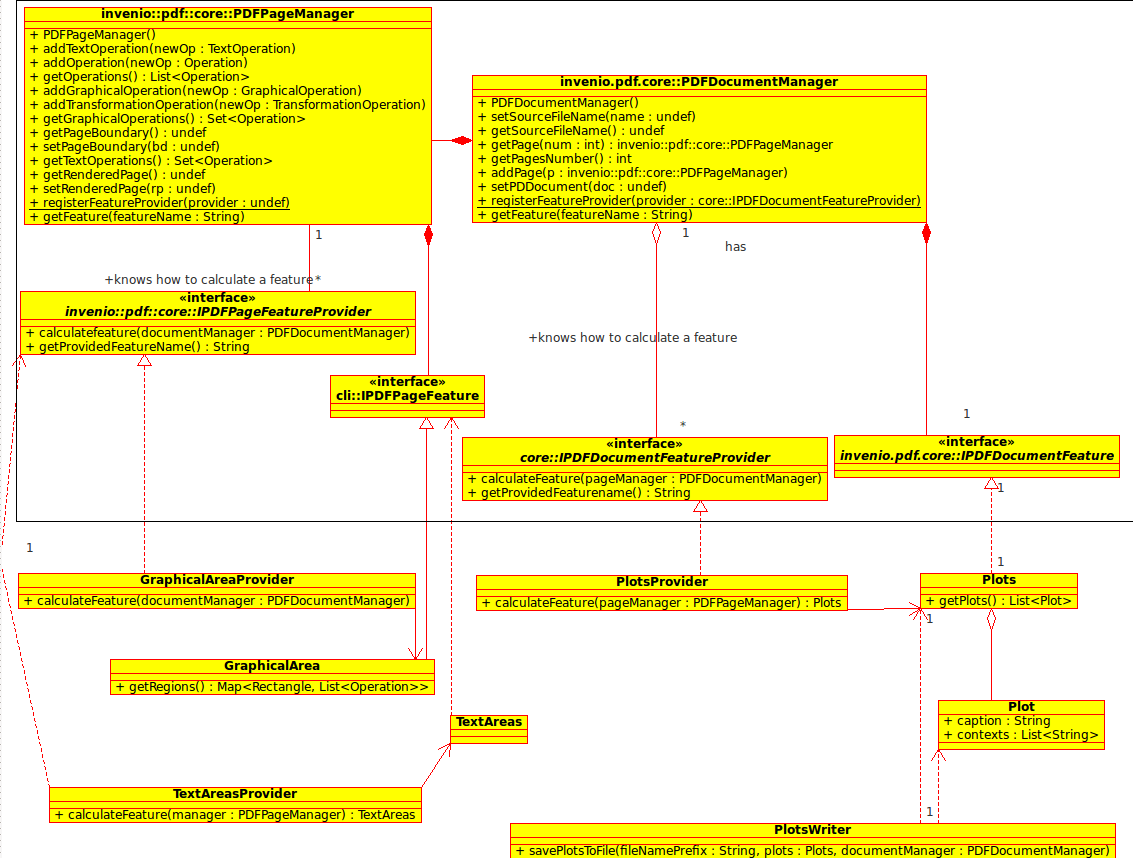 invenio::pdf::core::PDFPageManager
+ PDFPageManager()
+ addTextOperation(newOp : TextOperation)
+ addOperation(newOp : Operation)
+ getOperations() : List<Operation>
+ addGraphicalOperation(newOp : GraphicalOperation)
+ addTransformationOperation(newOp : TransformationOperation)
+ getGraphicalOperations() : Set<Operation>
+ getPageBoundary() : undef
+ setPageBoundary(bd : undef)
+ getTextOperations() : Set<Operation>
+ getRenderedPage() : undef
+ setRenderedPage(rp : undef)
+ registerFeatureProvider(provider : undef)
+ getFeature(featureName : String)
invenio.pdf.core::PDFDocumentManager
+ PDFDocumentManager()
+ setSourceFileName(name : undef)
+ getSourceFileName() : undef
+ getPage(num : int) : invenio::pdf::core::PDFPageManager
+ getPagesNumber() : int
+ addPage(p : invenio::pdf::core::PDFPageManager)
+ setPDDocument(doc : undef)
+ registerFeatureProvider(provider : core::IPDFDocumentFeatureProvider)
+ getFeature(featureName : String)
1
1
has
+knows how to calculate a feature
*
«interface»
invenio::pdf::core::IPDFPageFeatureProvider
+ calculatefeature(documentManager : PDFDocumentManager)
+ getProvidedFeatureName() : String
+knows how to calculate a feature
«interface»
cli::IPDFPageFeature
*
1
«interface»
core::IPDFDocumentFeatureProvider
+ calculateFeature(pageManager : PDFDocumentManager)
+ getProvidedFeaturename() : String
«interface»
invenio.pdf.core::IPDFDocumentFeature
1
1
1
GraphicalAreaProvider
+ calculateFeature(documentManager : PDFDocumentManager)
PlotsProvider
+ calculateFeature(pageManager : PDFPageManager) : Plots
Plots
+ getPlots() : List<Plot>
1
GraphicalArea
+ getRegions() : Map<Rectangle, List<Operation>>
TextAreas
Plot
+ caption : String
+ contexts : List<String>
TextAreasProvider
+ calculateFeature(manager : PDFPageManager) : TextAreas
1
PlotsWriter
+ savePlotsToFile(fileNamePrefix : String, plots : Plots, documentManager : PDFDocumentManager)